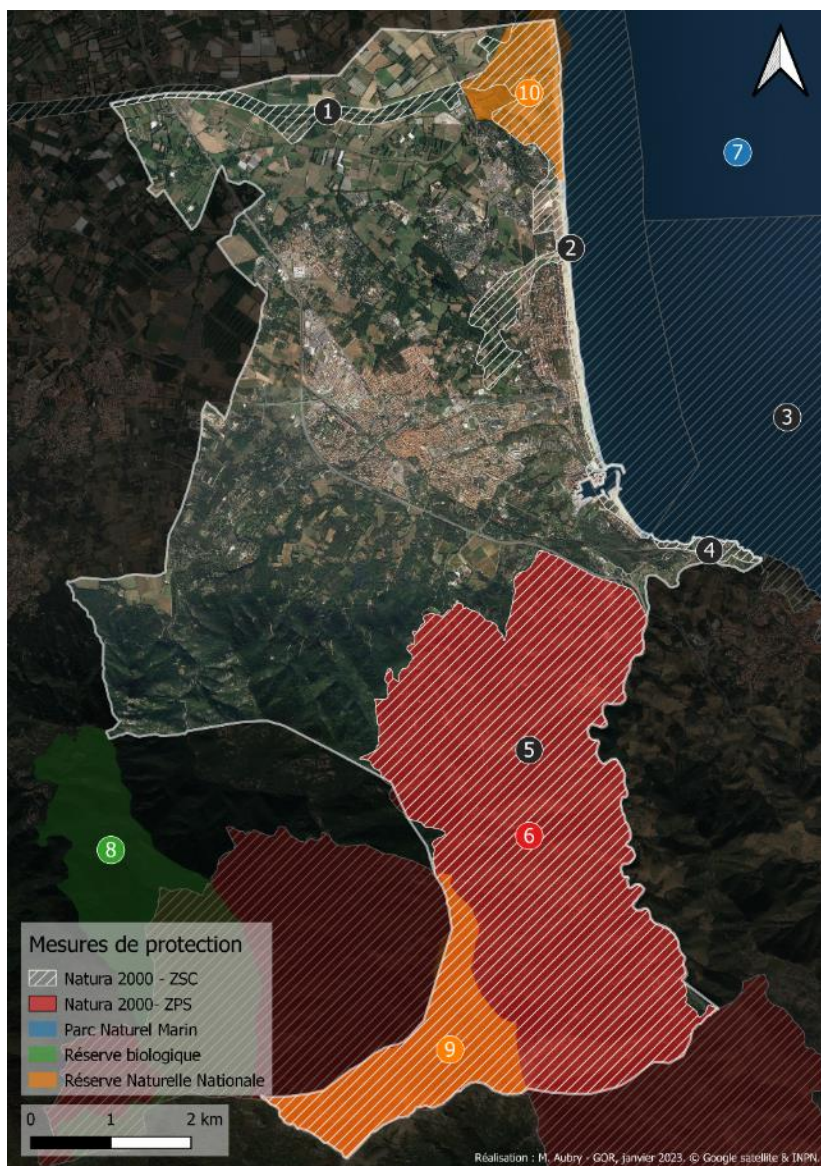 10
1
7
2
3
4
5
6
8
Mesures de protection
Natura 2000 - ZSC
Natura 2000- ZPS
Parc Naturel Marin
Réserve biologique
Réserve Naturelle Nationale
9
0 1 2 km
Réalisation : M. Aubry - GOR, janvier 2023. © Google satellite & INPN.